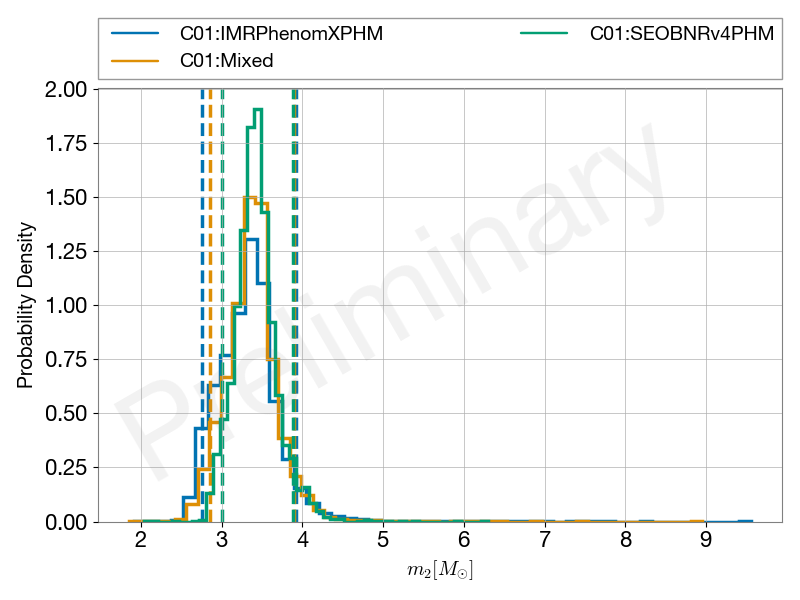 C01:IMRPhenomXPHM
C01:Mixed
C01:SEOBNRv4PHM
2.00
1.75
1.50
1.25
1.00
0.75
0.50
0.25
0.00
Probability Density
Preliminary
2 3 4 5 6 7 8 9
m₂[M☉]